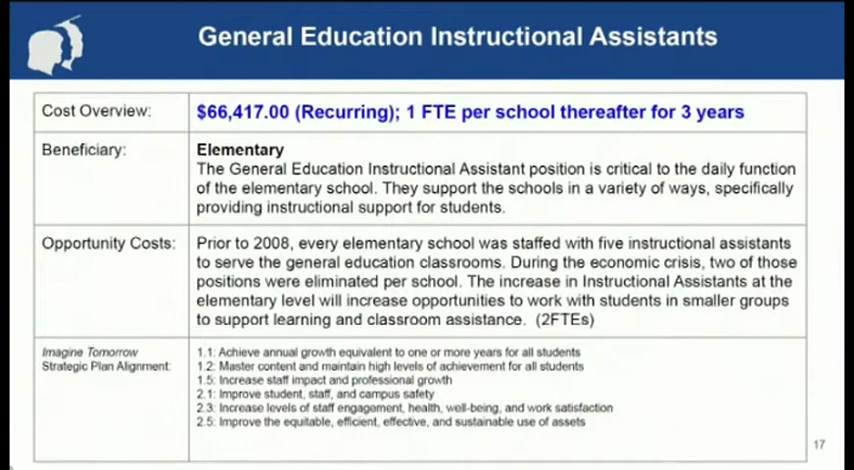 General Education Instructional Assistants
Cost Overview:
$66,417.00 (Recurring); 1 FTE per school thereafter for 3 years
Beneficiary:
Elementary
The General Education Instructional Assistant position is critical to the daily function
of the elementary school. They support the schools in a variety of ways, specifically
providing instructional support for students.
Opportunity Costs:
Prior to 2008, every elementary school was staffed with five instructional assistants
to serve the general education classrooms. During the economic crisis, two of those
positions were eliminated per school. The increase in Instructional Assistants at the
elementary level will increase opportunities to work with students in smaller groups
to support learning and classroom assistance. (2FTEs)
Imagine Tomorrow
Strategic Plan Alignment:
1.1: Achieve annual growth equivalent to one or more years for all students
1.2: Master content and maintain high levels of achievement for all students
1.5: Increase staff impact and professional growth
2.1: Improve student, staff, and campus safety
2.3: Increase levels of staff engagement, health, well-being, and work satisfaction
2.5: Improve the equitable, efficient, effective, and sustainable use of assets
17